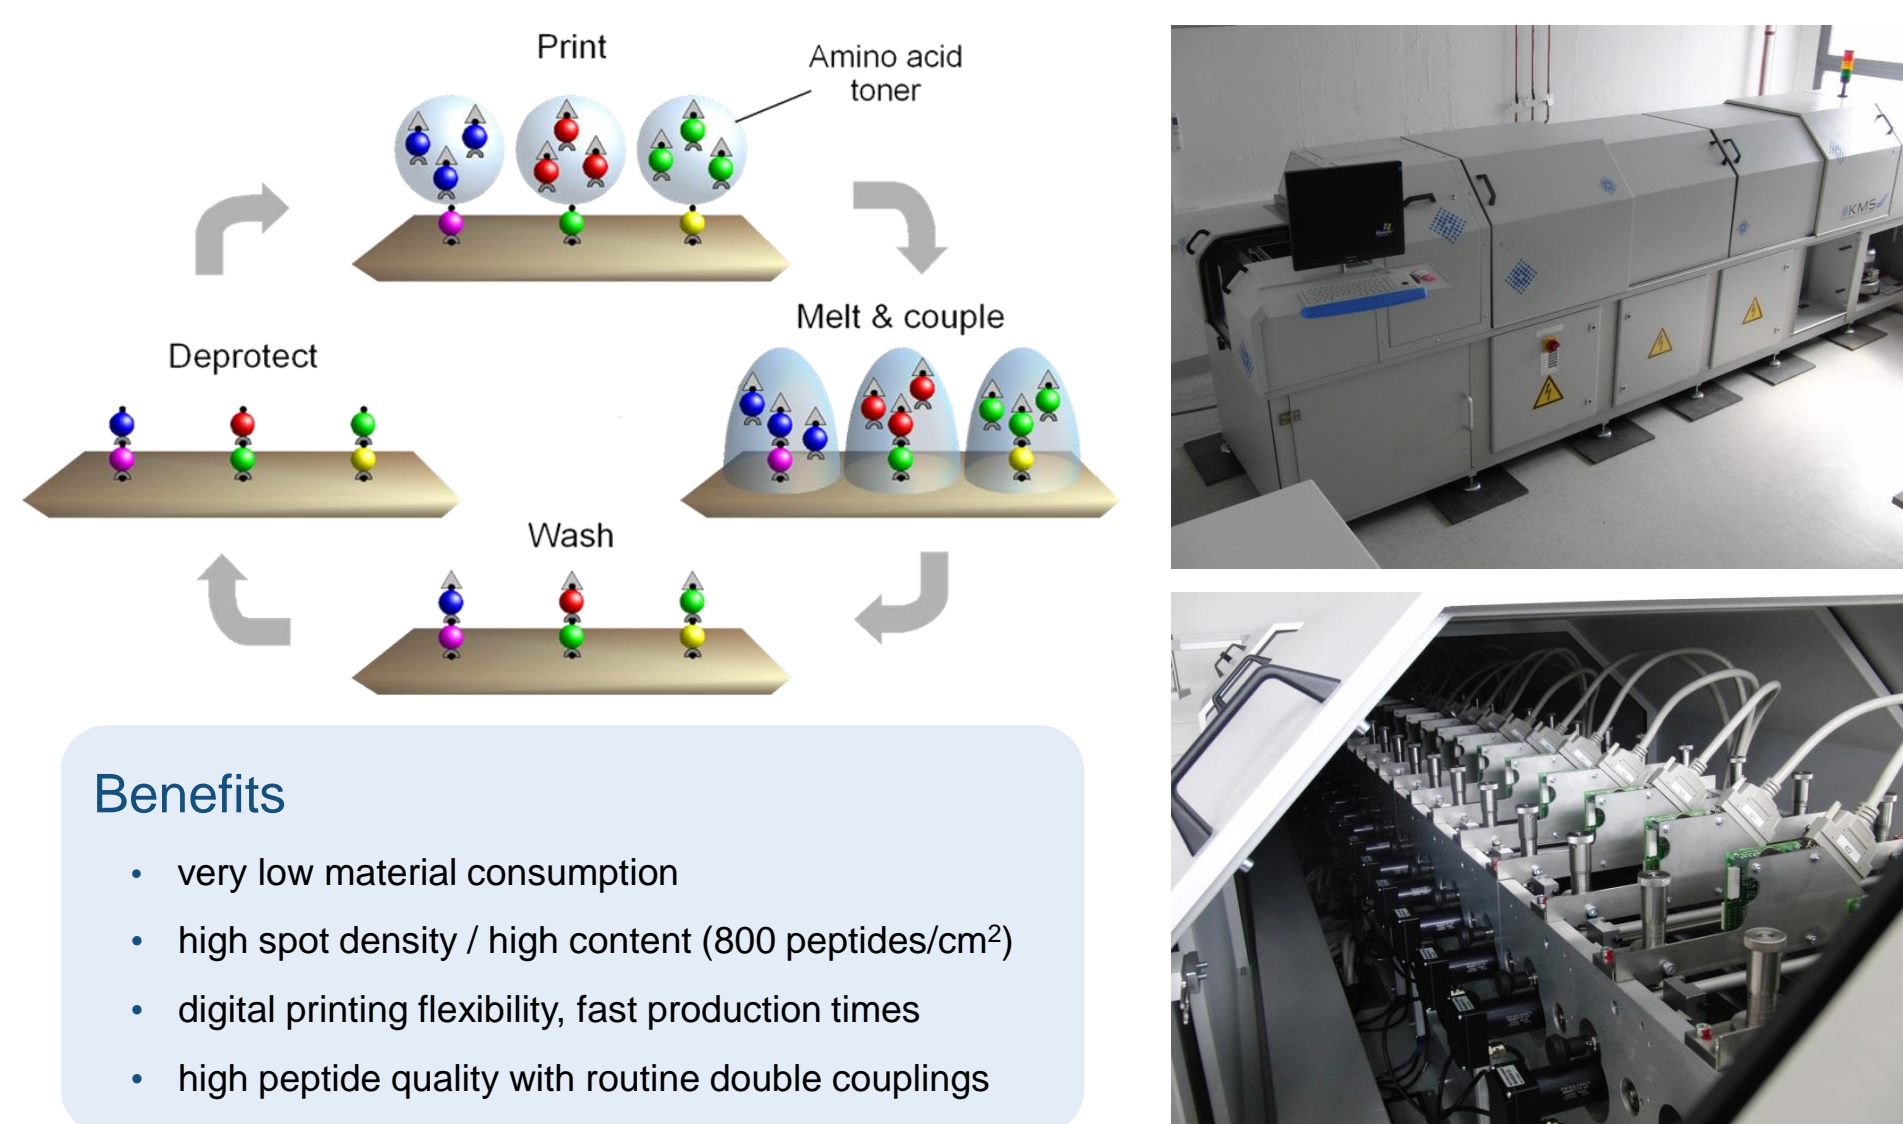 Print
Amino acid
toner
Melt & couple
Deprotect
Wash
Benefits
• very low material consumption
• high spot density / high content (800 peptides/cm²)
• digital printing flexibility, fast production times
• high peptide quality with routine double couplings
KMS